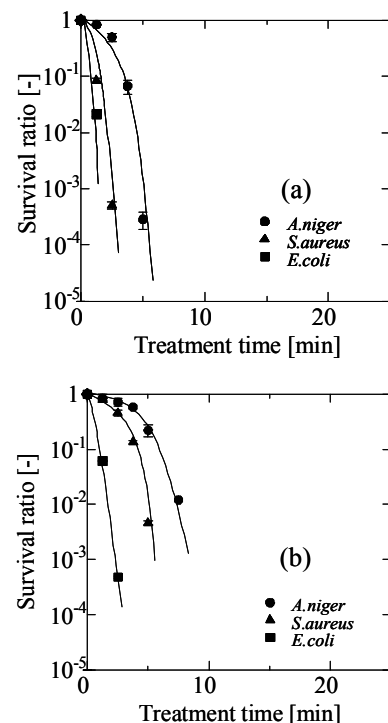 1
10^-1
10^-2
10^-3
10^-4
10^-5
Survival ratio [-]
(a)
A.niger
S.aureus
E.coli
0 10 20
Treatment time [min]
1
10^-1
10^-2
10^-3
10^-4
10^-5
Survival ratio [-]
(b)
A.niger
S.aureus
E.coli
0 10 20
Treatment time [min]